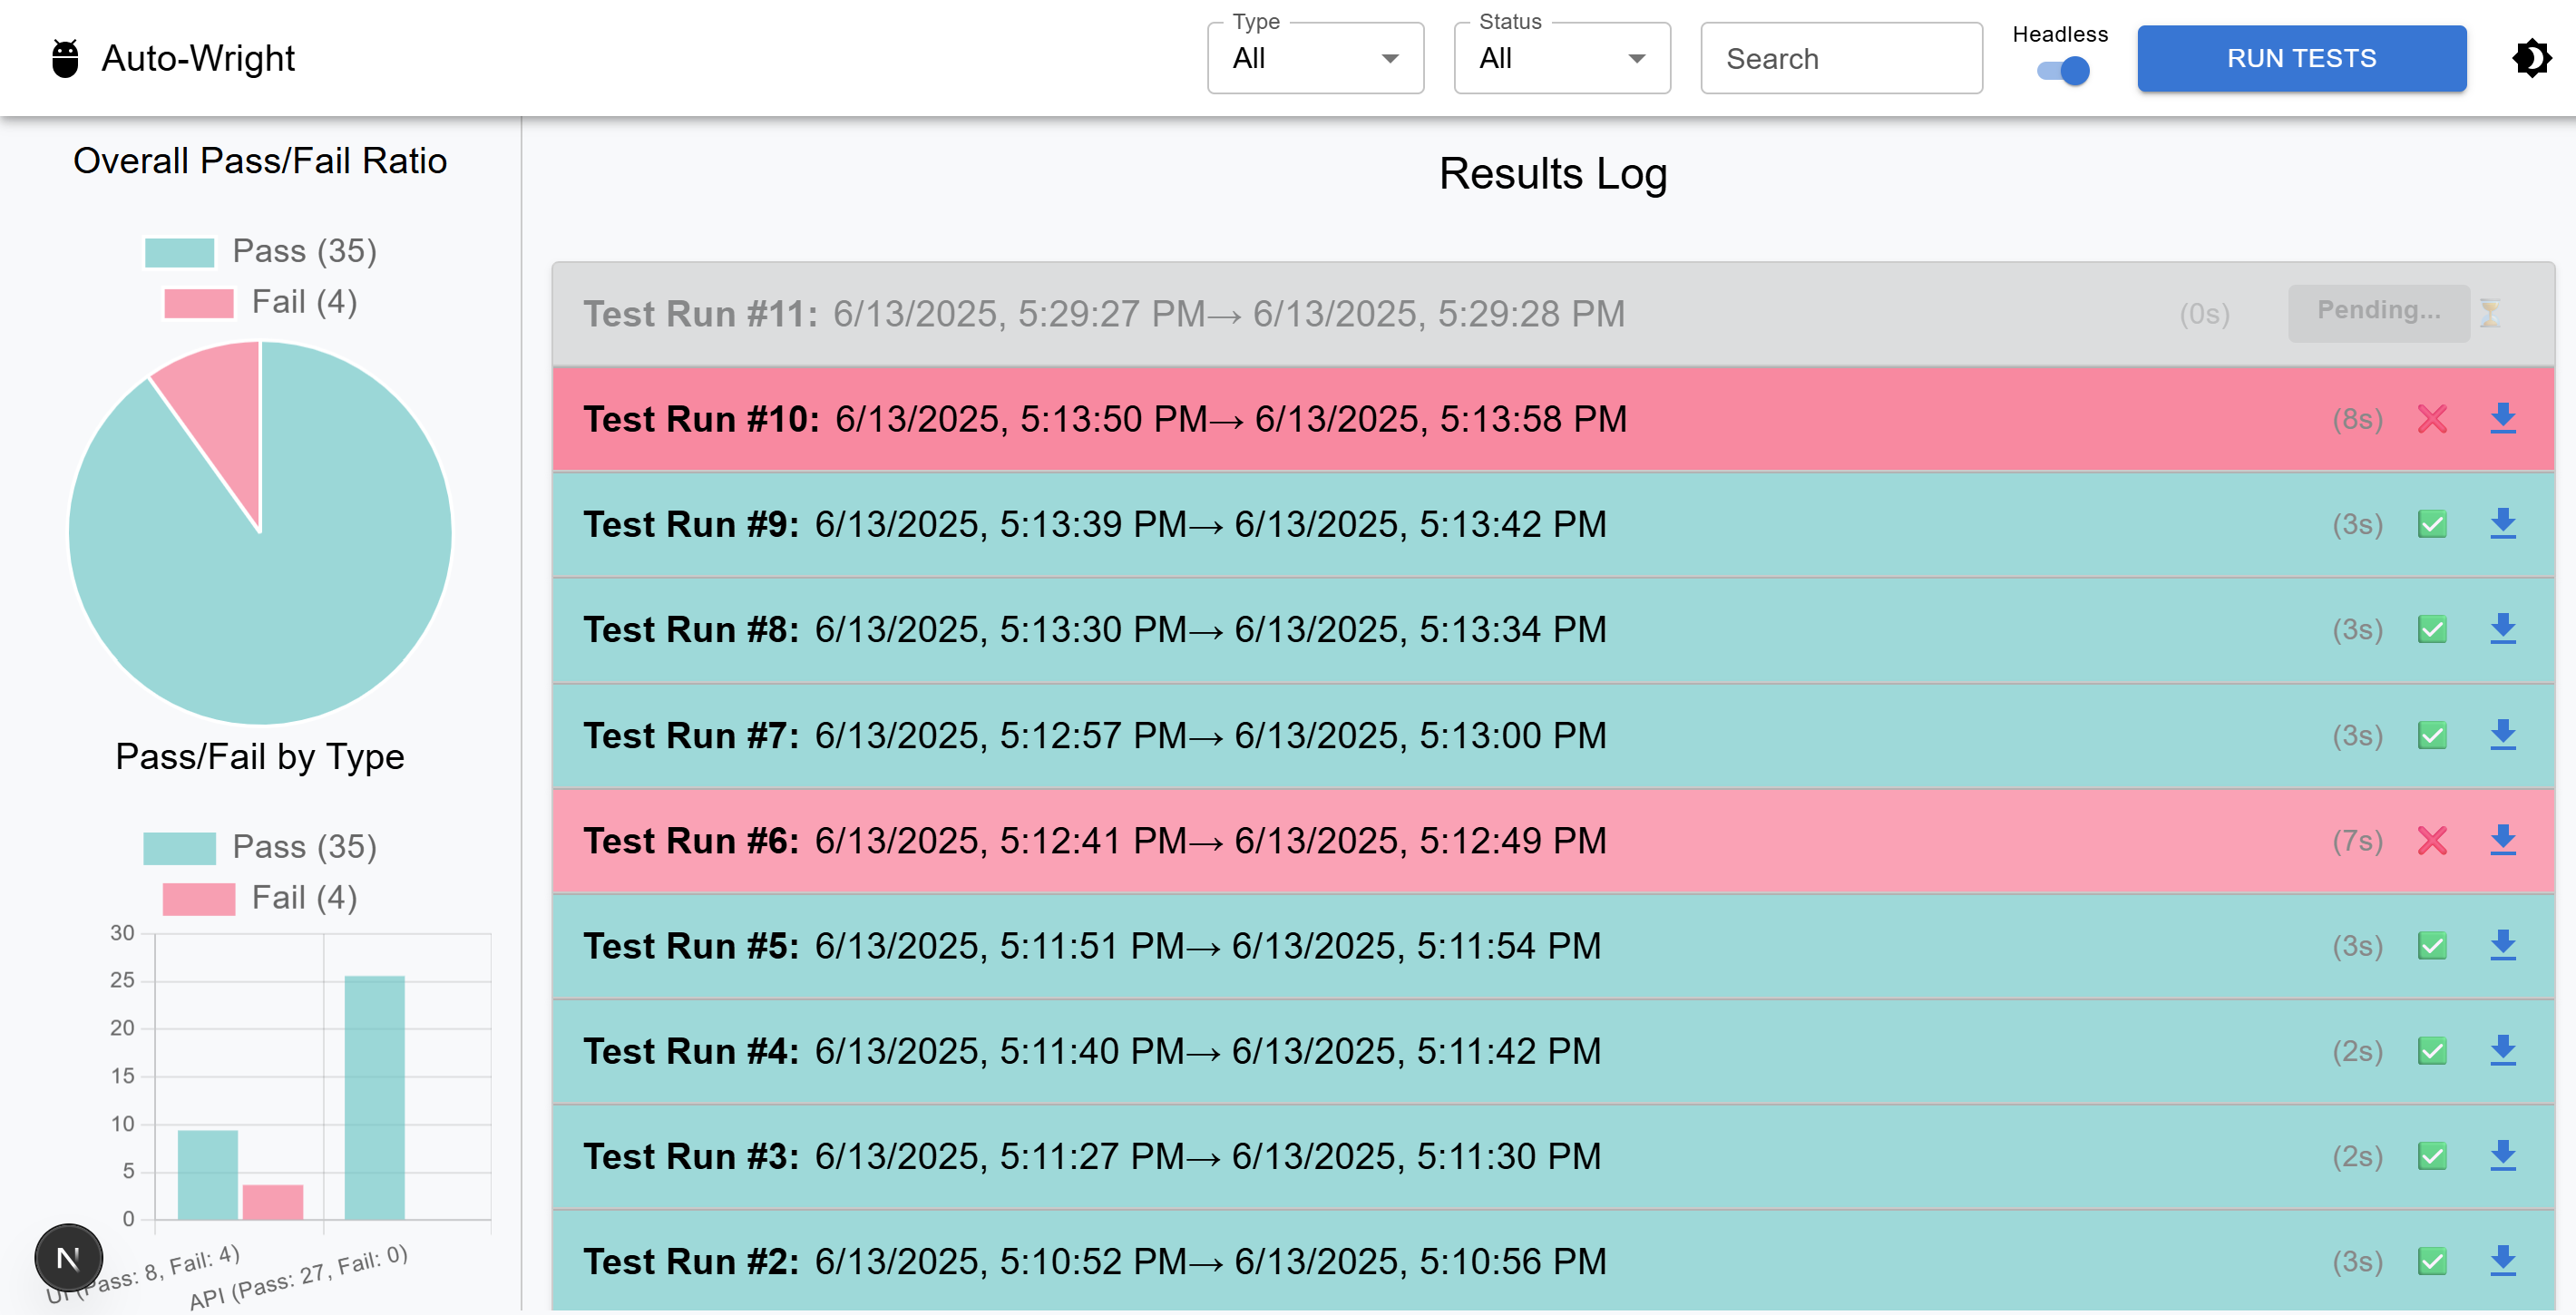 Auto-Wright
Type
All
Status
All
Search
Headless
RUN TESTS
Overall Pass/Fail Ratio
Pass (35)
Fail (4)
Pass/Fail by Type
Pass (35)
Fail (4)
30
25
20
15
10
5
0
UI (Pass: 8, Fail: 4)
API (Pass: 27, Fail: 0)
N
Results Log
Test Run #11: 6/13/2025, 5:29:27 PM→ 6/13/2025, 5:29:28 PM (0s) Pending...
Test Run #10: 6/13/2025, 5:13:50 PM→ 6/13/2025, 5:13:58 PM (8s)
Test Run #9: 6/13/2025, 5:13:39 PM→ 6/13/2025, 5:13:42 PM (3s)
Test Run #8: 6/13/2025, 5:13:30 PM→ 6/13/2025, 5:13:34 PM (3s)
Test Run #7: 6/13/2025, 5:12:57 PM→ 6/13/2025, 5:13:00 PM (3s)
Test Run #6: 6/13/2025, 5:12:41 PM→ 6/13/2025, 5:12:49 PM (7s)
Test Run #5: 6/13/2025, 5:11:51 PM→ 6/13/2025, 5:11:54 PM (3s)
Test Run #4: 6/13/2025, 5:11:40 PM→ 6/13/2025, 5:11:42 PM (2s)
Test Run #3: 6/13/2025, 5:11:27 PM→ 6/13/2025, 5:11:30 PM (2s)
Test Run #2: 6/13/2025, 5:10:52 PM→ 6/13/2025, 5:10:56 PM (3s)